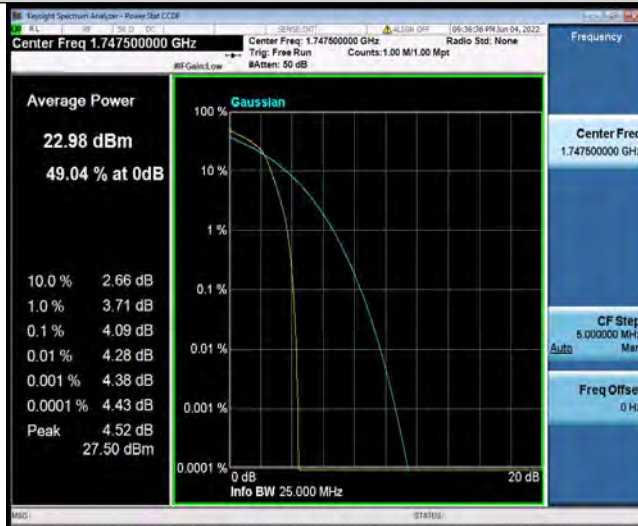 Keysight Spectrum Analyzer - Power Stat CCDF
RL RF 50 Ω DC SENSE:INT ALIGN OFF 09:36:36 PM Jun 04, 2022
Center Freq 1.747500000 GHz
Center Freq: 1.747500000 GHz Radio Std: None
Trig: Free Run Counts:1.00 M/1.00 Mpt
#IFGain:Low #Atten: 50 dB
Frequency
Average Power
22.98 dBm
49.04 % at 0dB
10.0 % 2.66 dB
1.0 % 3.71 dB
0.1 % 4.09 dB
0.01 % 4.28 dB
0.001 % 4.38 dB
0.0001 % 4.43 dB
Peak 4.52 dB
27.50 dBm
Gaussian
100 %
10 %
1 %
0.1 %
0.01 %
0.001 %
0.0001 %
0 dB 20 dB
Info BW 25.000 MHz
Center Freq
1.747500000 GHz
CF Step
5.000000 MHz
Auto Man
Freq Offset
0 Hz
MSG STATUS